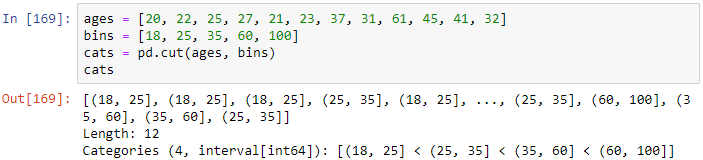 In [169]: ages = [20, 22, 25, 27, 21, 23, 37, 31, 61, 45, 41, 32]
bins = [18, 25, 35, 60, 100]
cats = pd.cut(ages, bins)
cats
Out[169]: [(18, 25], (18, 25], (18, 25], (25, 35], (18, 25], ..., (25, 35], (60, 100], (3
5, 60], (35, 60], (25, 35]]
Length: 12
Categories (4, interval[int64]): [(18, 25] < (25, 35] < (35, 60] < (60, 100]]